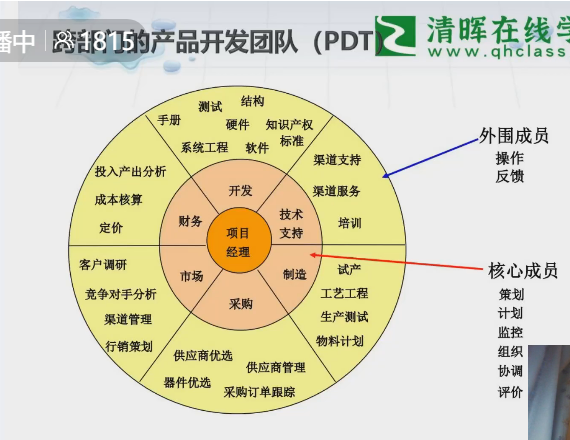 播中 1815
跨部门的产品开发团队（PDT）
清晖在线学
www.qhclass
手册
测试
结构
硬件
知识产权
标准
系统工程
软件
投入产出分析
成本核算
定价
渠道支持
渠道服务
培训
开发
财务
技术
支持
项目
经理
市场
制造
采购
客户调研
竞争对手分析
渠道管理
行销策划
试产
工艺工程
生产测试
物料计划
供应商优选
供应商管理
器件优选
采购订单跟踪
外围成员
操作
反馈
核心成员
策划
计划
监控
组织
协调
评价